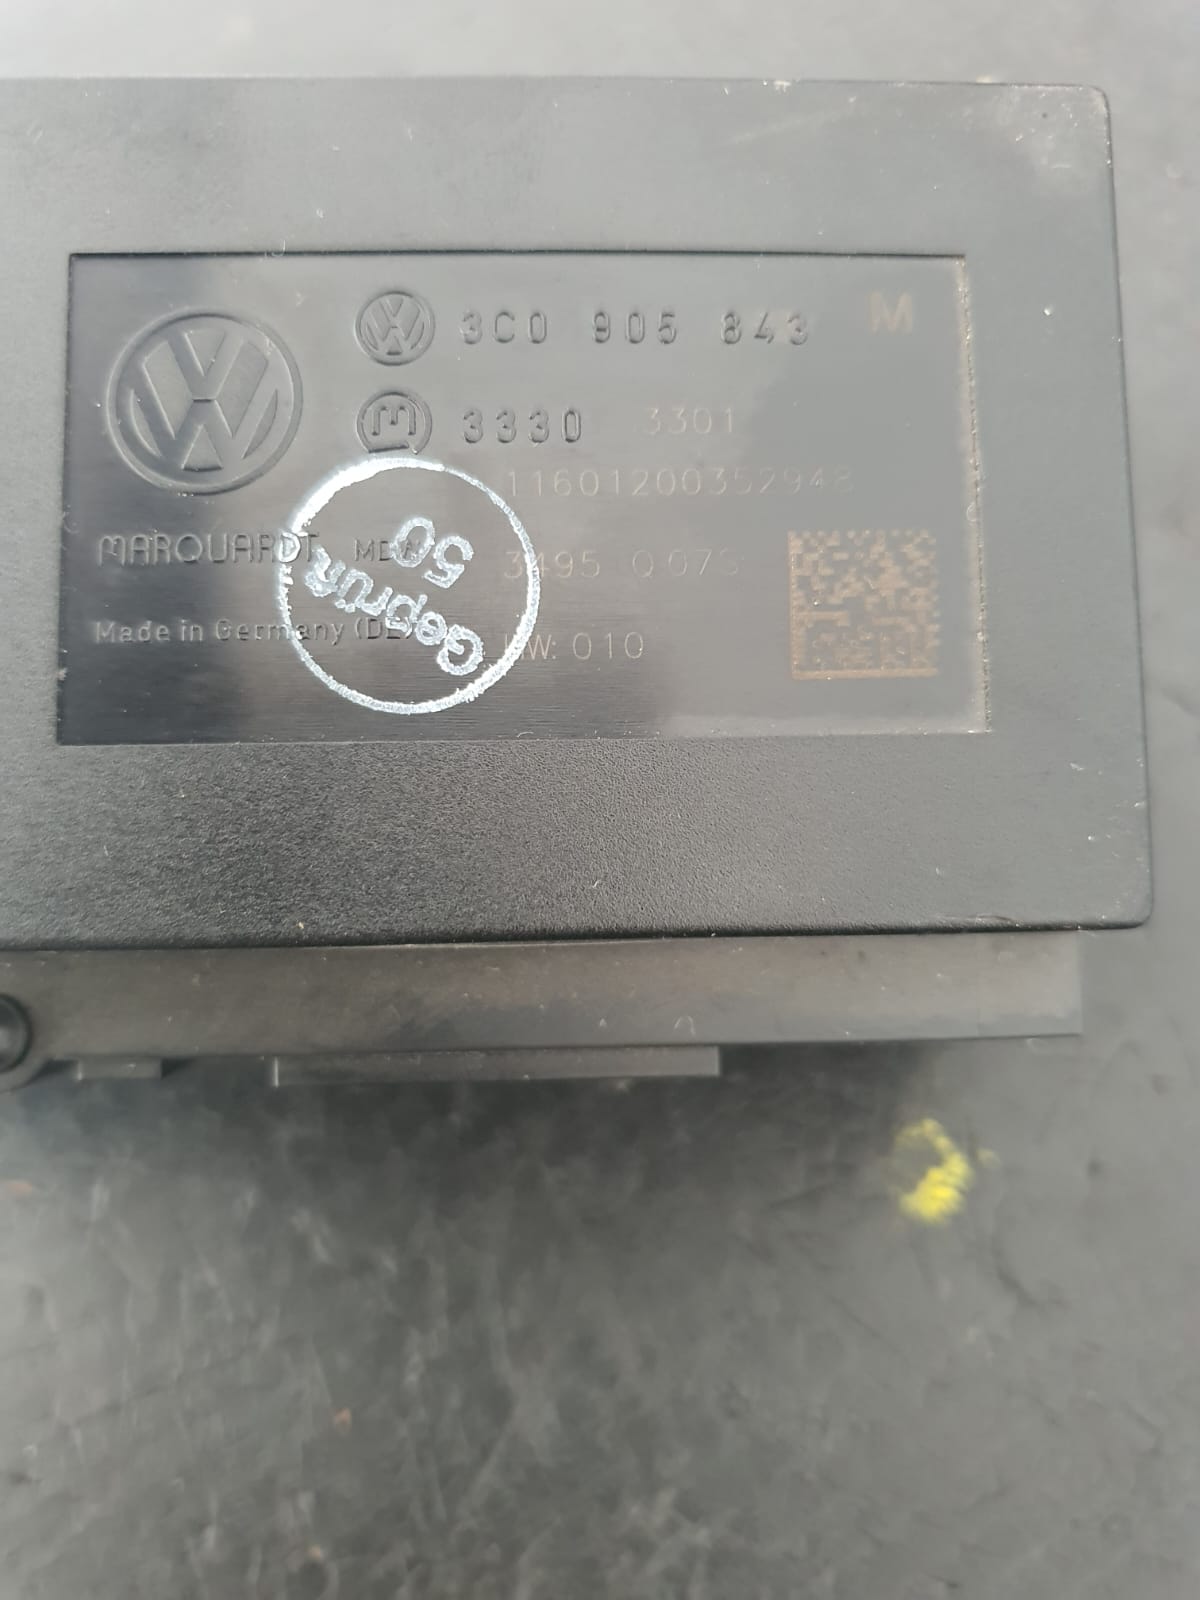 3C0 905 843 M
3330 3301
11601200352948
MARQUARDT
3495 Q07S
Made in Germany (DE)
HW: 010
Geprüft
50